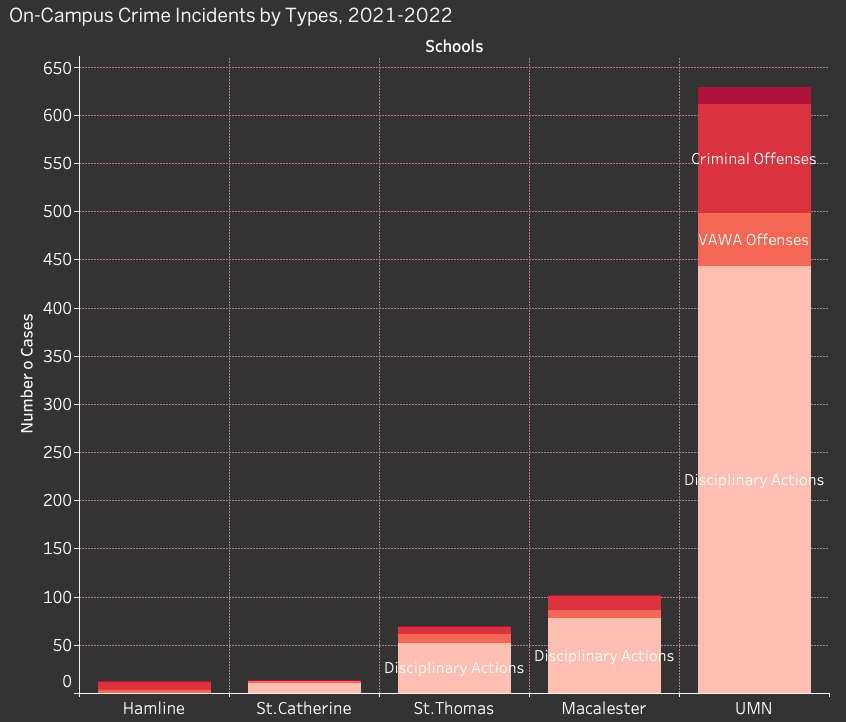 On-Campus Crime Incidents by Types, 2021-2022
Schools
650
600
550
500
450
400
350
300
250
200
150
100
50
0
Number o Cases
Criminal Offenses
VAWA Offenses
Disciplinary Actions
Disciplinary Actions
Disciplinary Actions
Hamline
St.Catherine
St.Thomas
Macalester
UMN